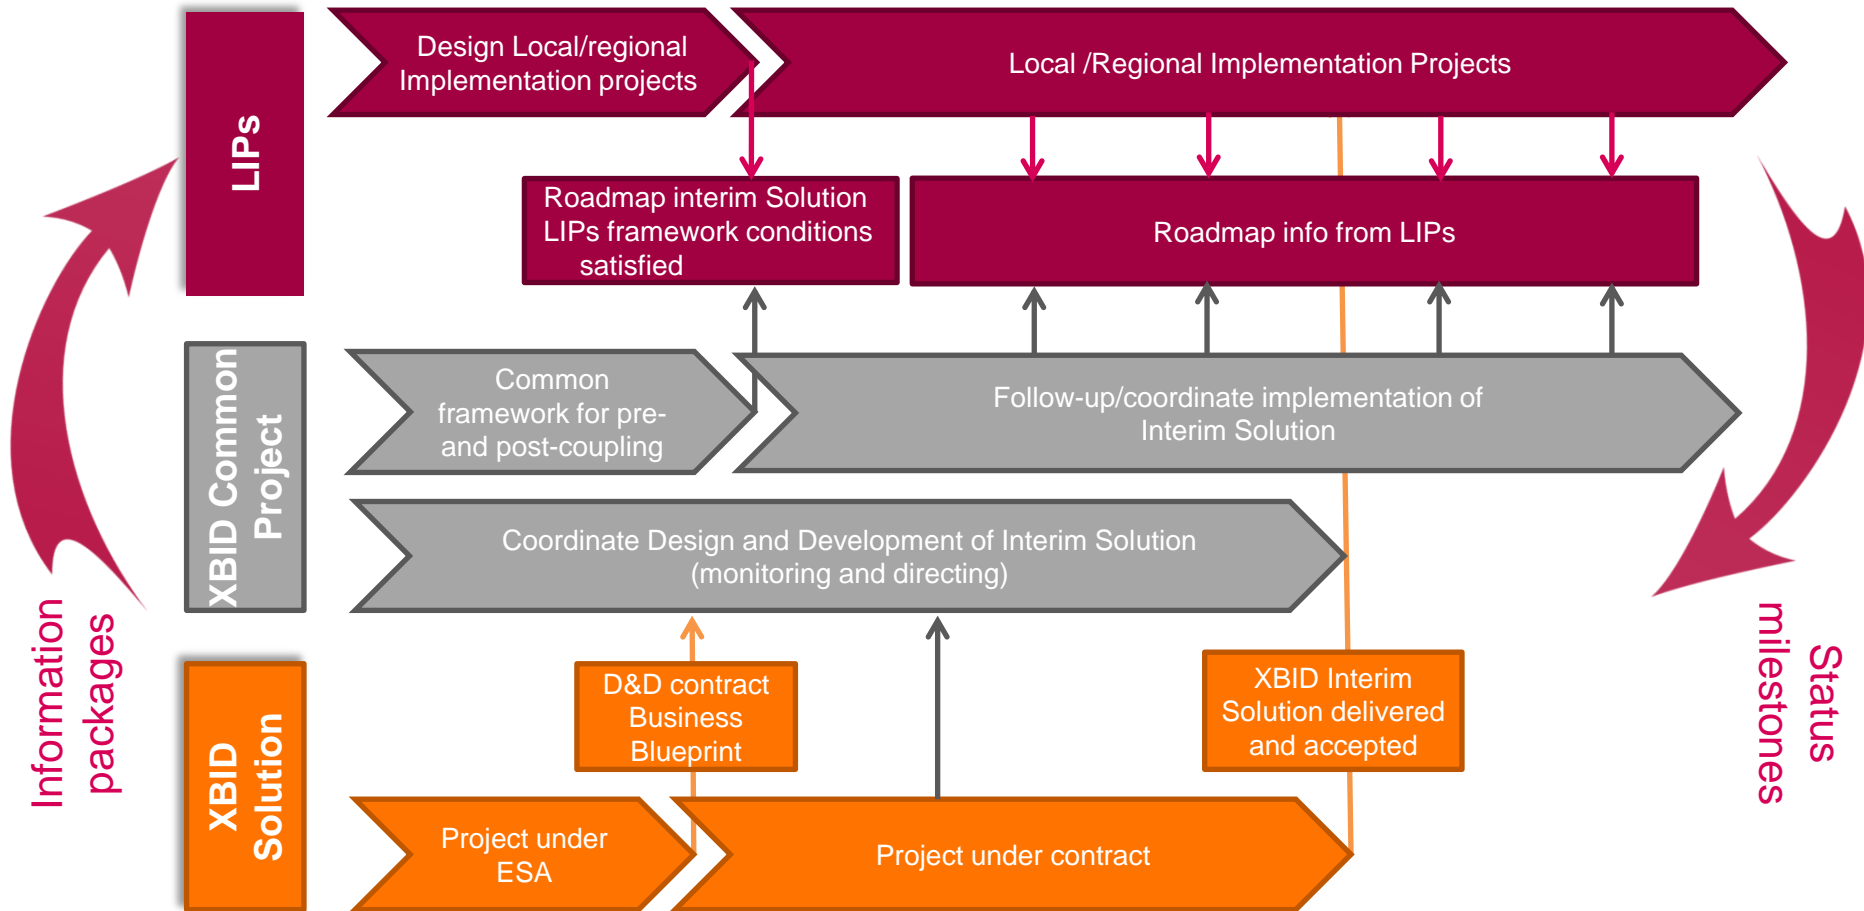 LIPs
Design Local/regional
Implementation projects
Local /Regional Implementation Projects
Roadmap interim Solution
LIPs framework conditions
satisfied
Roadmap info from LIPs
XBID Common
Project
Common
framework for pre-
and post-coupling
Follow-up/coordinate implementation of
Interim Solution
Coordinate Design and Development of Interim Solution
(monitoring and directing)
Information
packages
Status
milestones
XBID
Solution
D&D contract
Business
Blueprint
XBID Interim
Solution delivered
and accepted
Project under
ESA
Project under contract